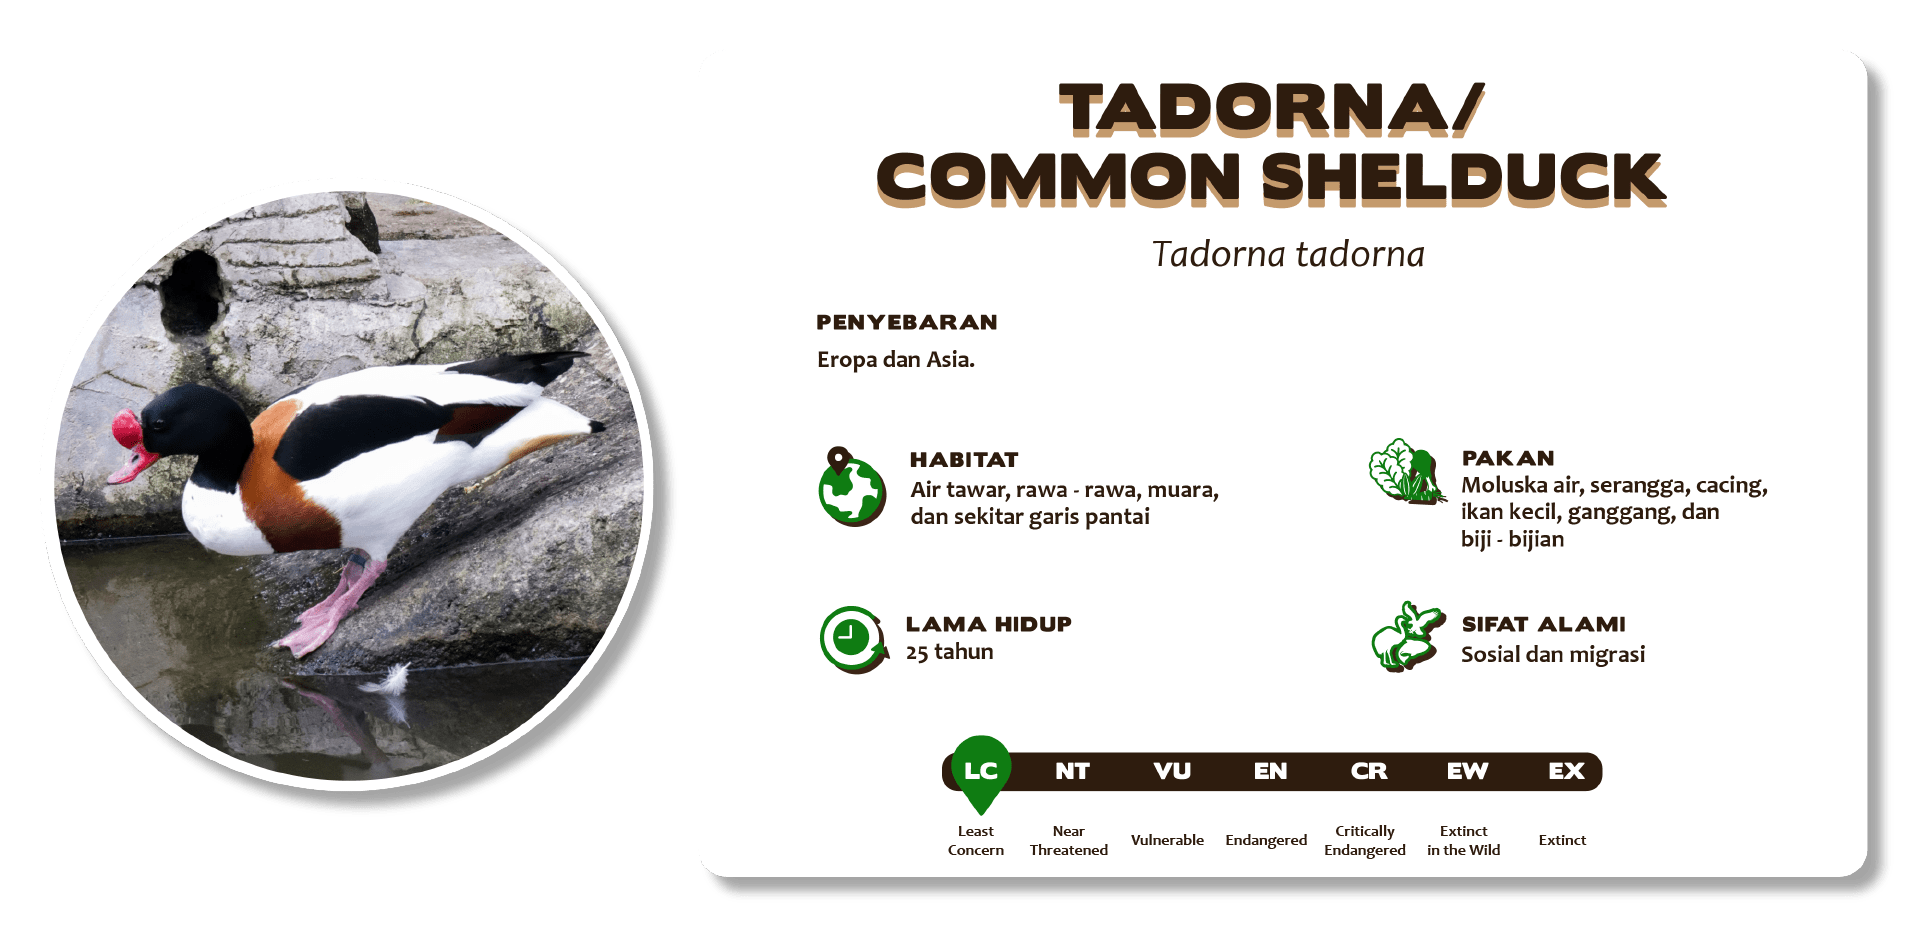 TADORNA/
COMMON SHELDUCK
Tadorna tadorna
PENYEBARAN
Eropa dan Asia.
HABITAT
Air tawar, rawa - rawa, muara,
dan sekitar garis pantai
PAKAN
Moluska air, serangga, cacing,
ikan kecil, ganggang, dan
biji - bijian
LAMA HIDUP
25 tahun
SIFAT ALAMI
Sosial dan migrasi
LC NT VU EN CR EW EX
Least Concern
Near Threatened
Vulnerable
Endangered
Critically Endangered
Extinct in the Wild
Extinct